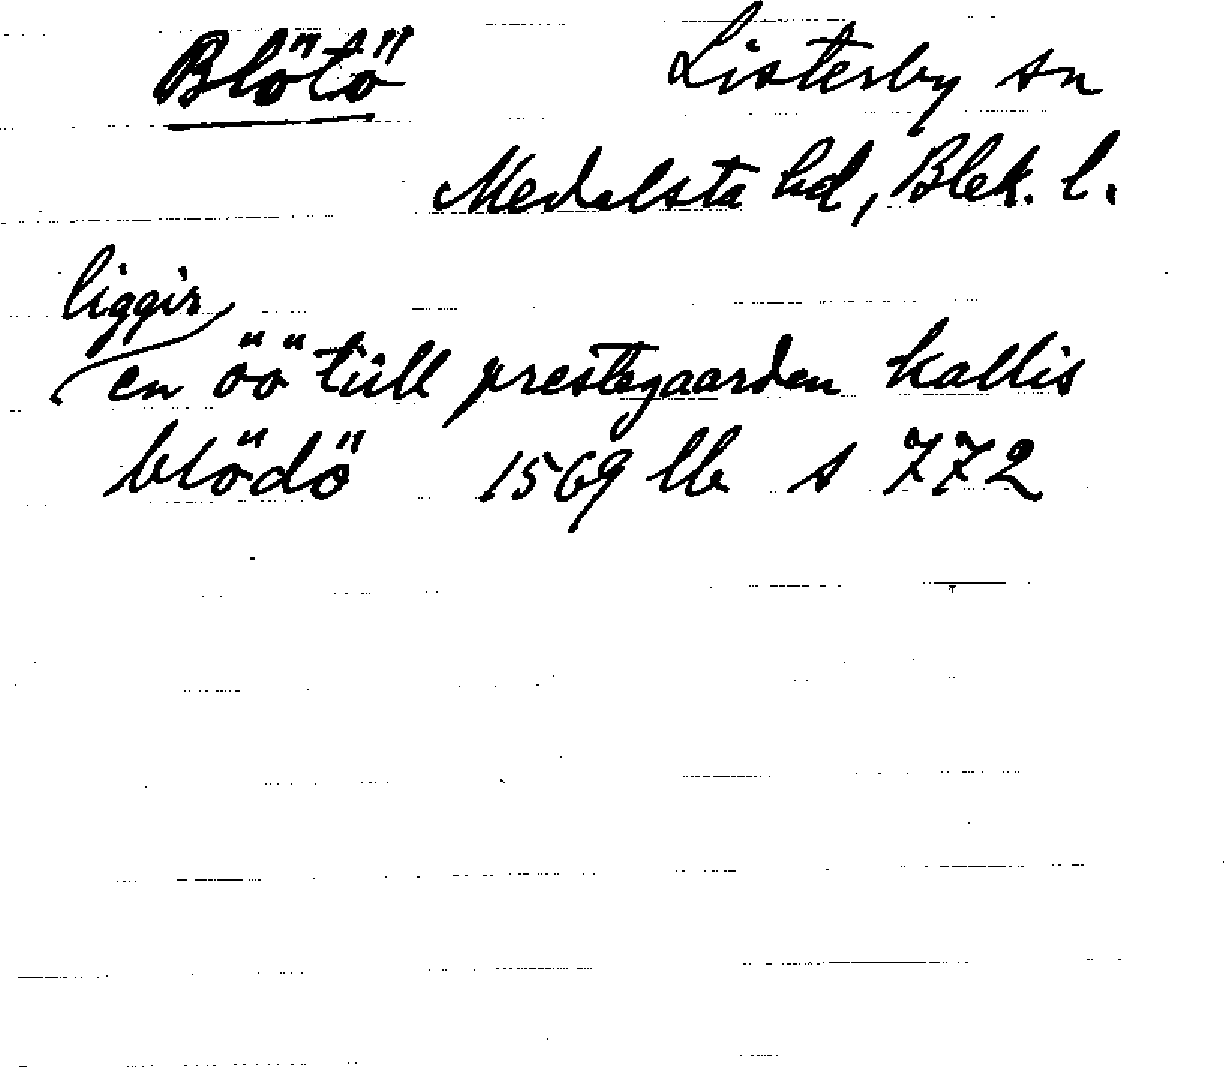 Blötö Listerby sn
Medelsta hd, Blek. l.
liggir
en öö till prestegaarden kallis
blödö 1569 lb s 772